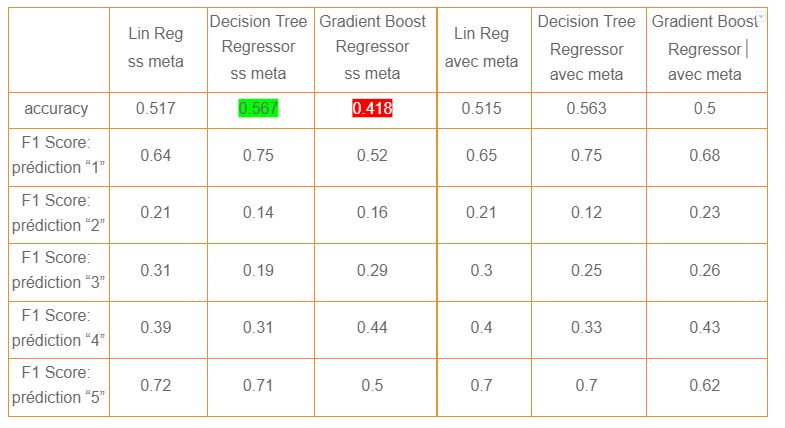 Lin Reg ss meta | Decision Tree Regressor ss meta | Gradient Boost Regressor ss meta | Lin Reg avec meta | Decision Tree Regressor avec meta | Gradient Boost Regressor avec meta
accuracy 0.517 0.567 0.418 0.515 0.563 0.5
F1 Score: prédiction “1” 0.64 0.75 0.52 0.65 0.75 0.68
F1 Score: prédiction “2” 0.21 0.14 0.16 0.21 0.12 0.23
F1 Score: prédiction “3” 0.31 0.19 0.29 0.3 0.25 0.26
F1 Score: prédiction “4” 0.39 0.31 0.44 0.4 0.33 0.43
F1 Score: prédiction “5” 0.72 0.71 0.5 0.7 0.7 0.62